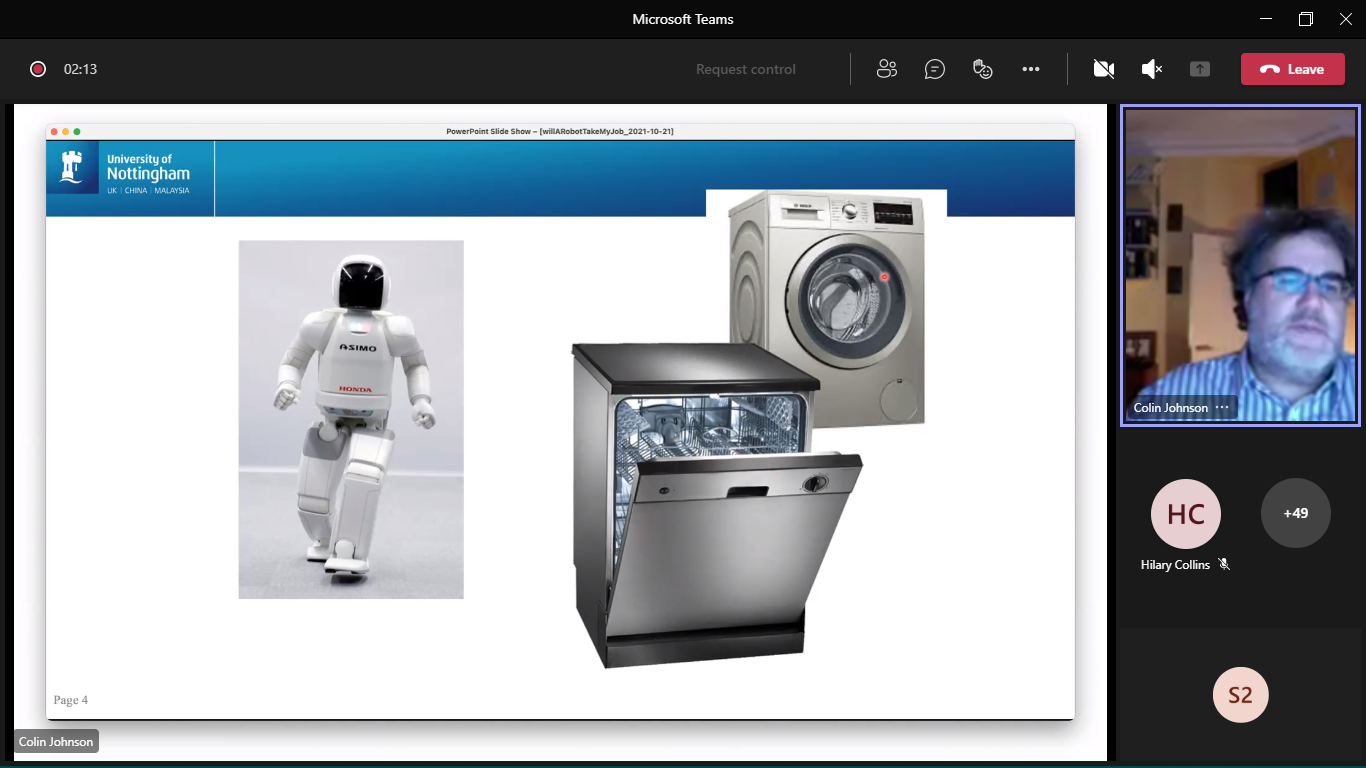 Microsoft Teams
02:13
Request control
Leave
PowerPoint Slide Show – [willARobotTakeMyJob_2021-10-21]
University of
Nottingham
UK | CHINA | MALAYSIA
BOSCH
ASIMO
HONDA
Page 4
Colin Johnson
Colin Johnson ...
HC
+49
Hilary Collins
S2